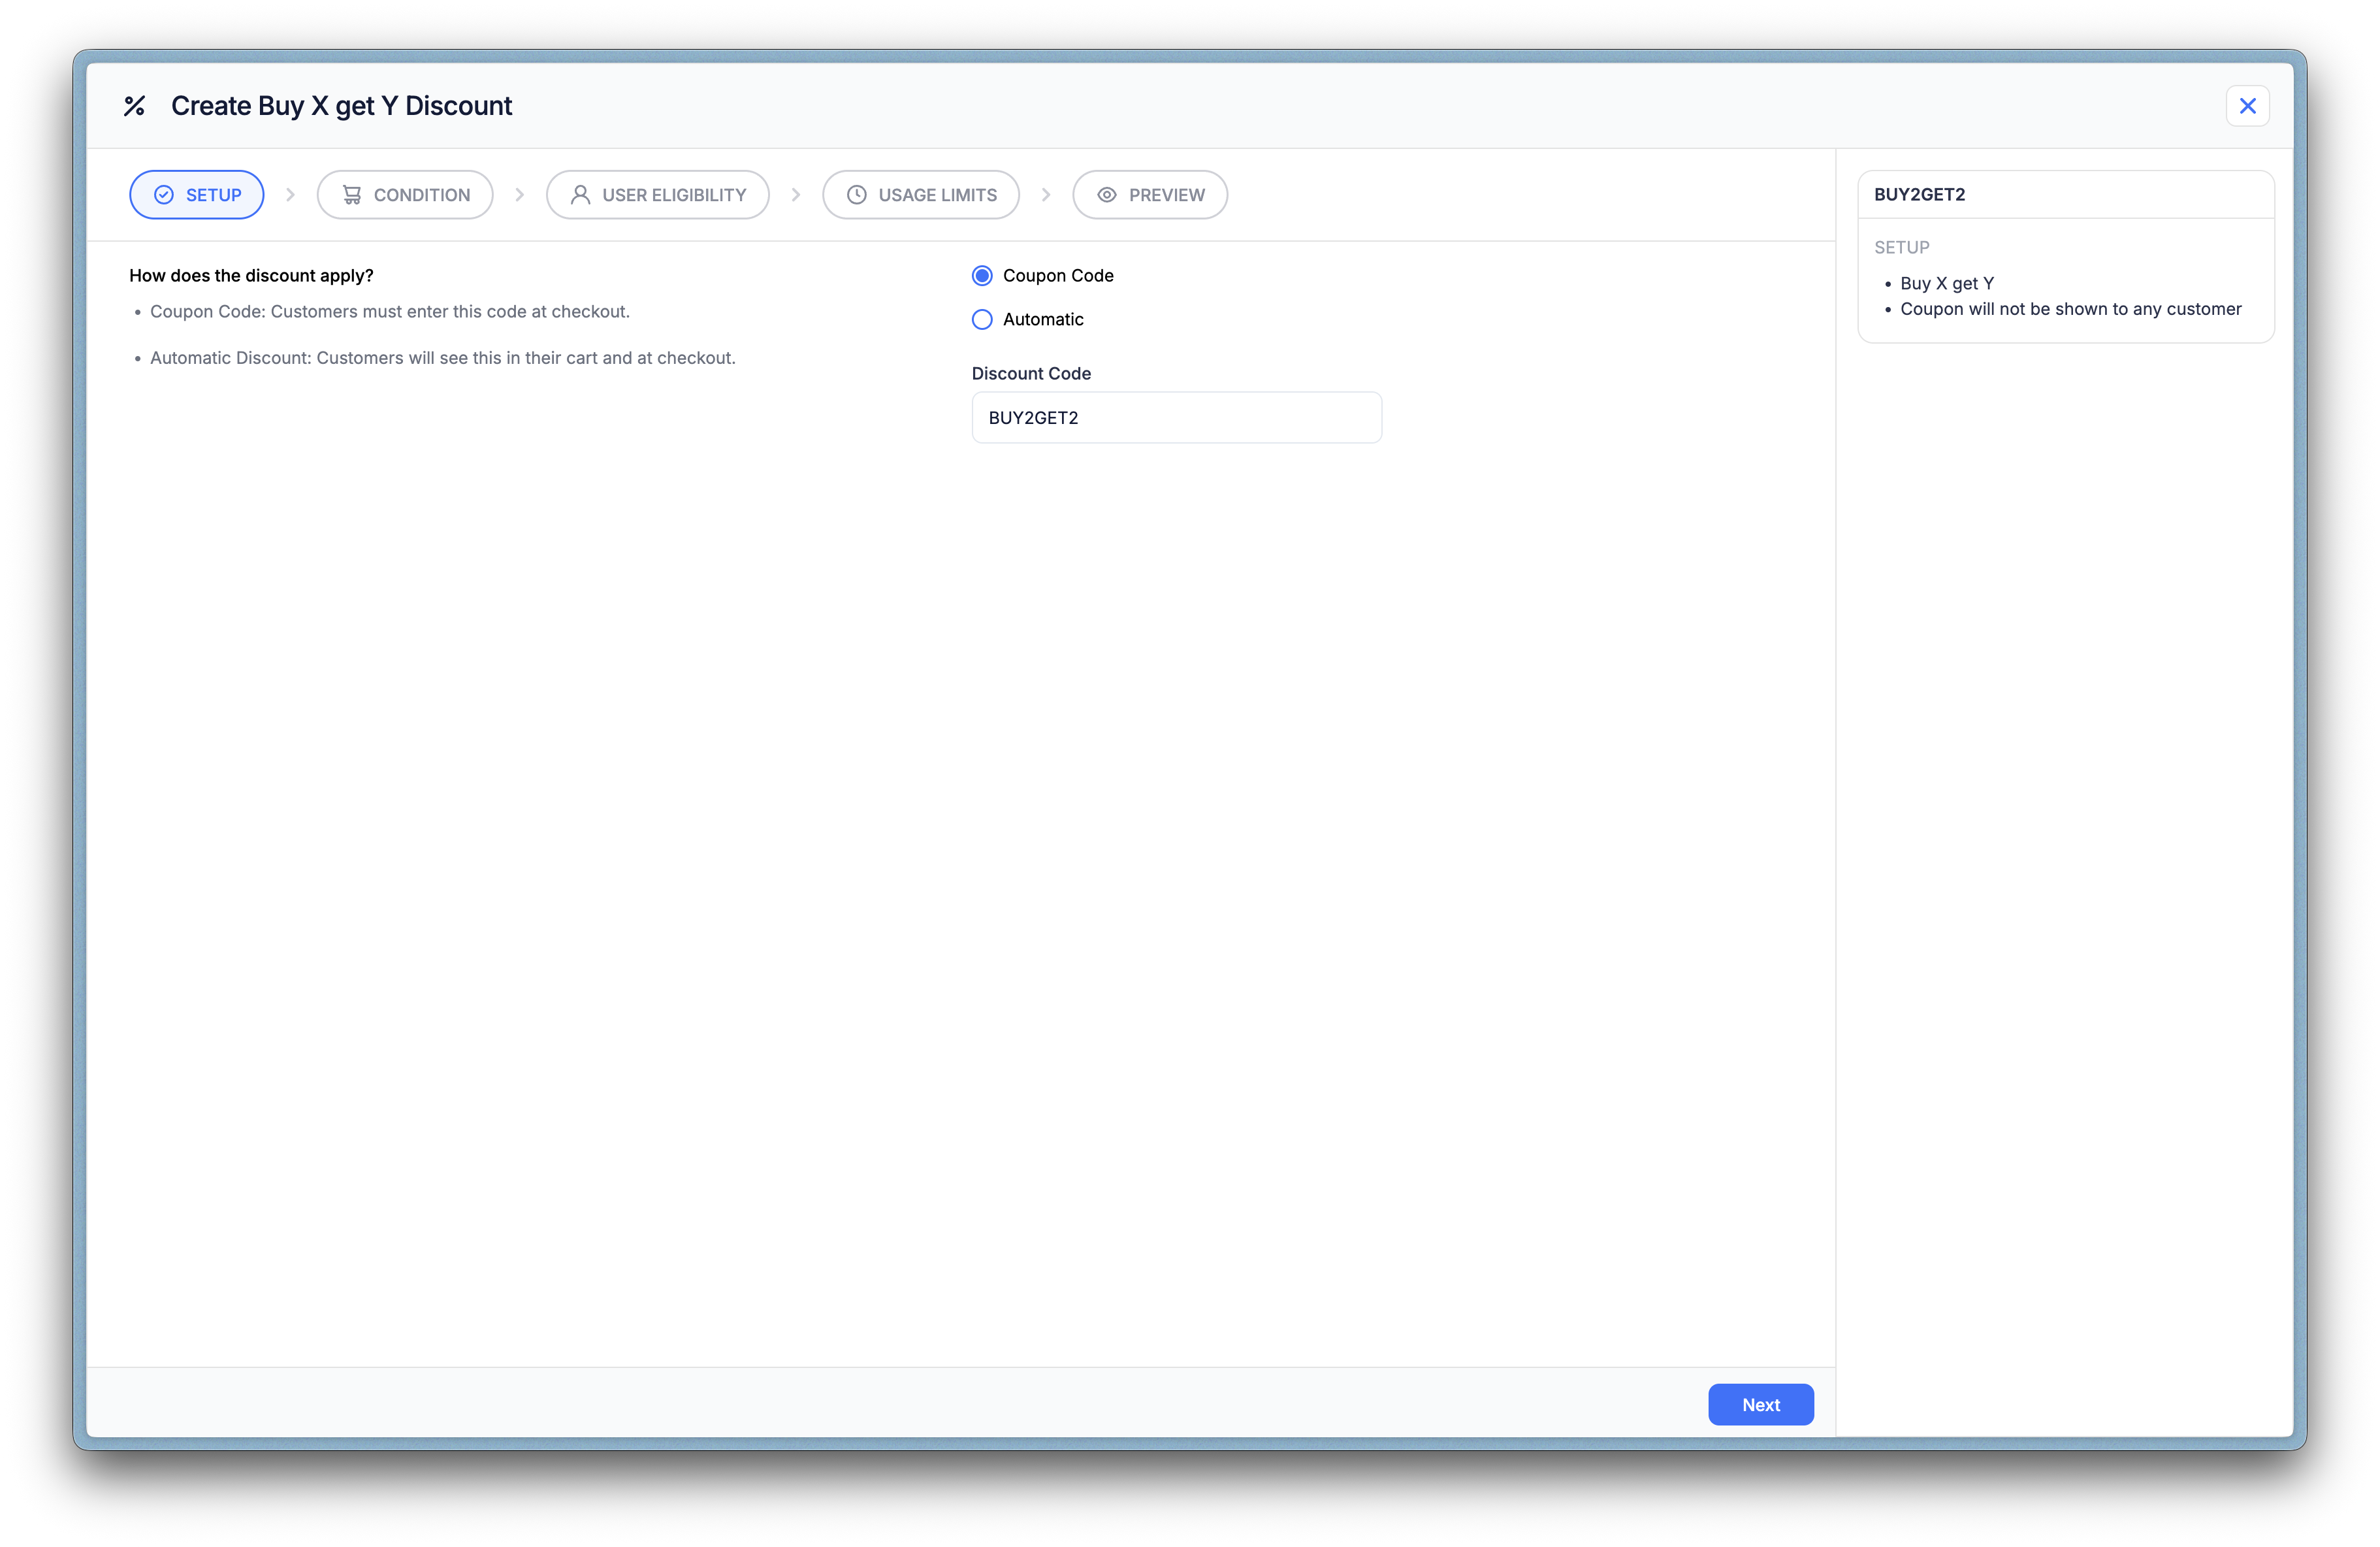 Create Buy X get Y Discount
SETUP
CONDITION
USER ELIGIBILITY
USAGE LIMITS
PREVIEW
How does the discount apply?
• Coupon Code: Customers must enter this code at checkout.
• Automatic Discount: Customers will see this in their cart and at checkout.
Coupon Code
Automatic
Discount Code
BUY2GET2
Next
BUY2GET2
SETUP
• Buy X get Y
• Coupon will not be shown to any customer